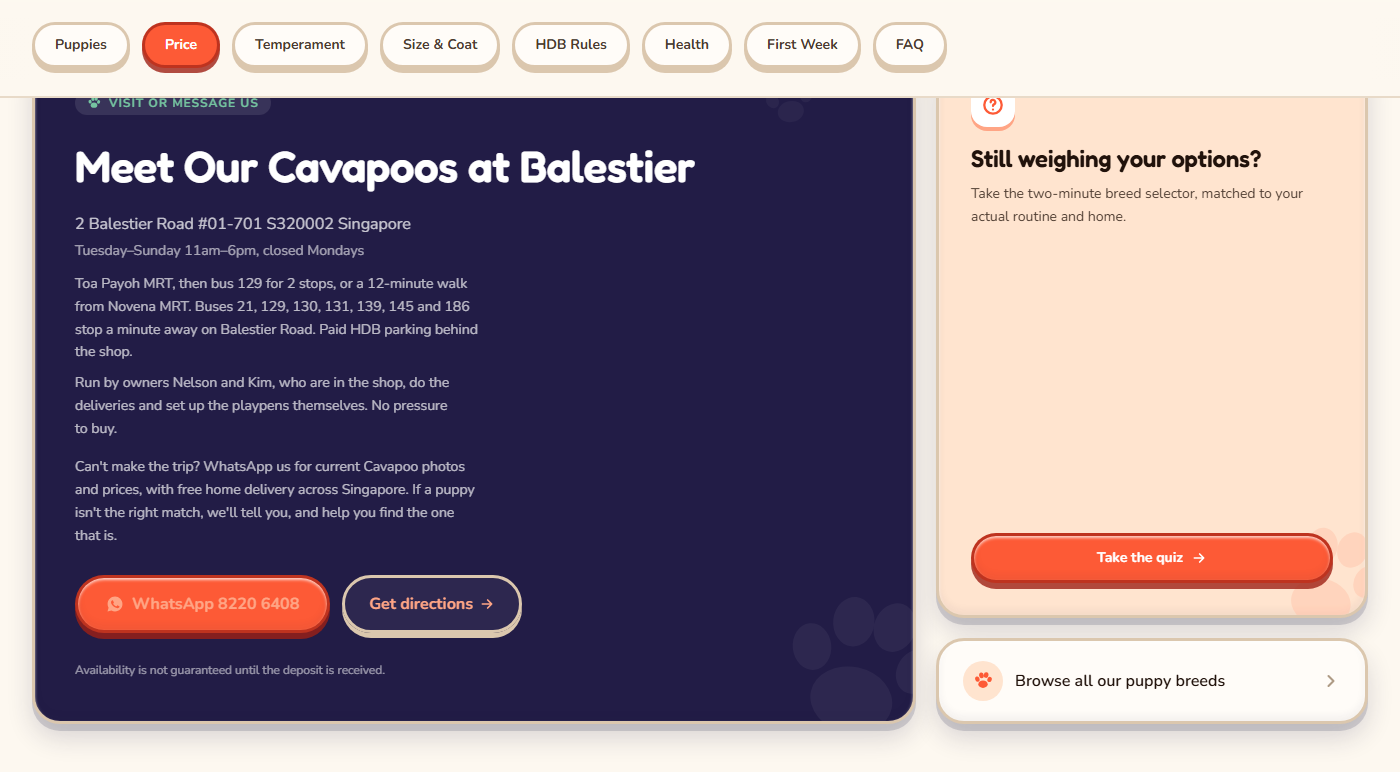 Puppies
Price
Temperament
Size & Coat
HDB Rules
Health
First Week
FAQ
VISIT OR MESSAGE US
Meet Our Cavapoos at Balestier
2 Balestier Road #01-701 S320002 Singapore
Tuesday–Sunday 11am–6pm, closed Mondays
Toa Payoh MRT, then bus 129 for 2 stops, or a 12-minute walk
from Novena MRT. Buses 21, 129, 130, 131, 139, 145 and 186
stop a minute away on Balestier Road. Paid HDB parking behind
the shop.
Run by owners Nelson and Kim, who are in the shop, do the
deliveries and set up the playpens themselves. No pressure
to buy.
Can't make the trip? WhatsApp us for current Cavapoo photos
and prices, with free home delivery across Singapore. If a puppy
isn't the right match, we'll tell you, and help you find the one
that is.
WhatsApp 8220 6408
Get directions →
Availability is not guaranteed until the deposit is received.
Still weighing your options?
Take the two-minute breed selector, matched to your
actual routine and home.
Take the quiz →
Browse all our puppy breeds